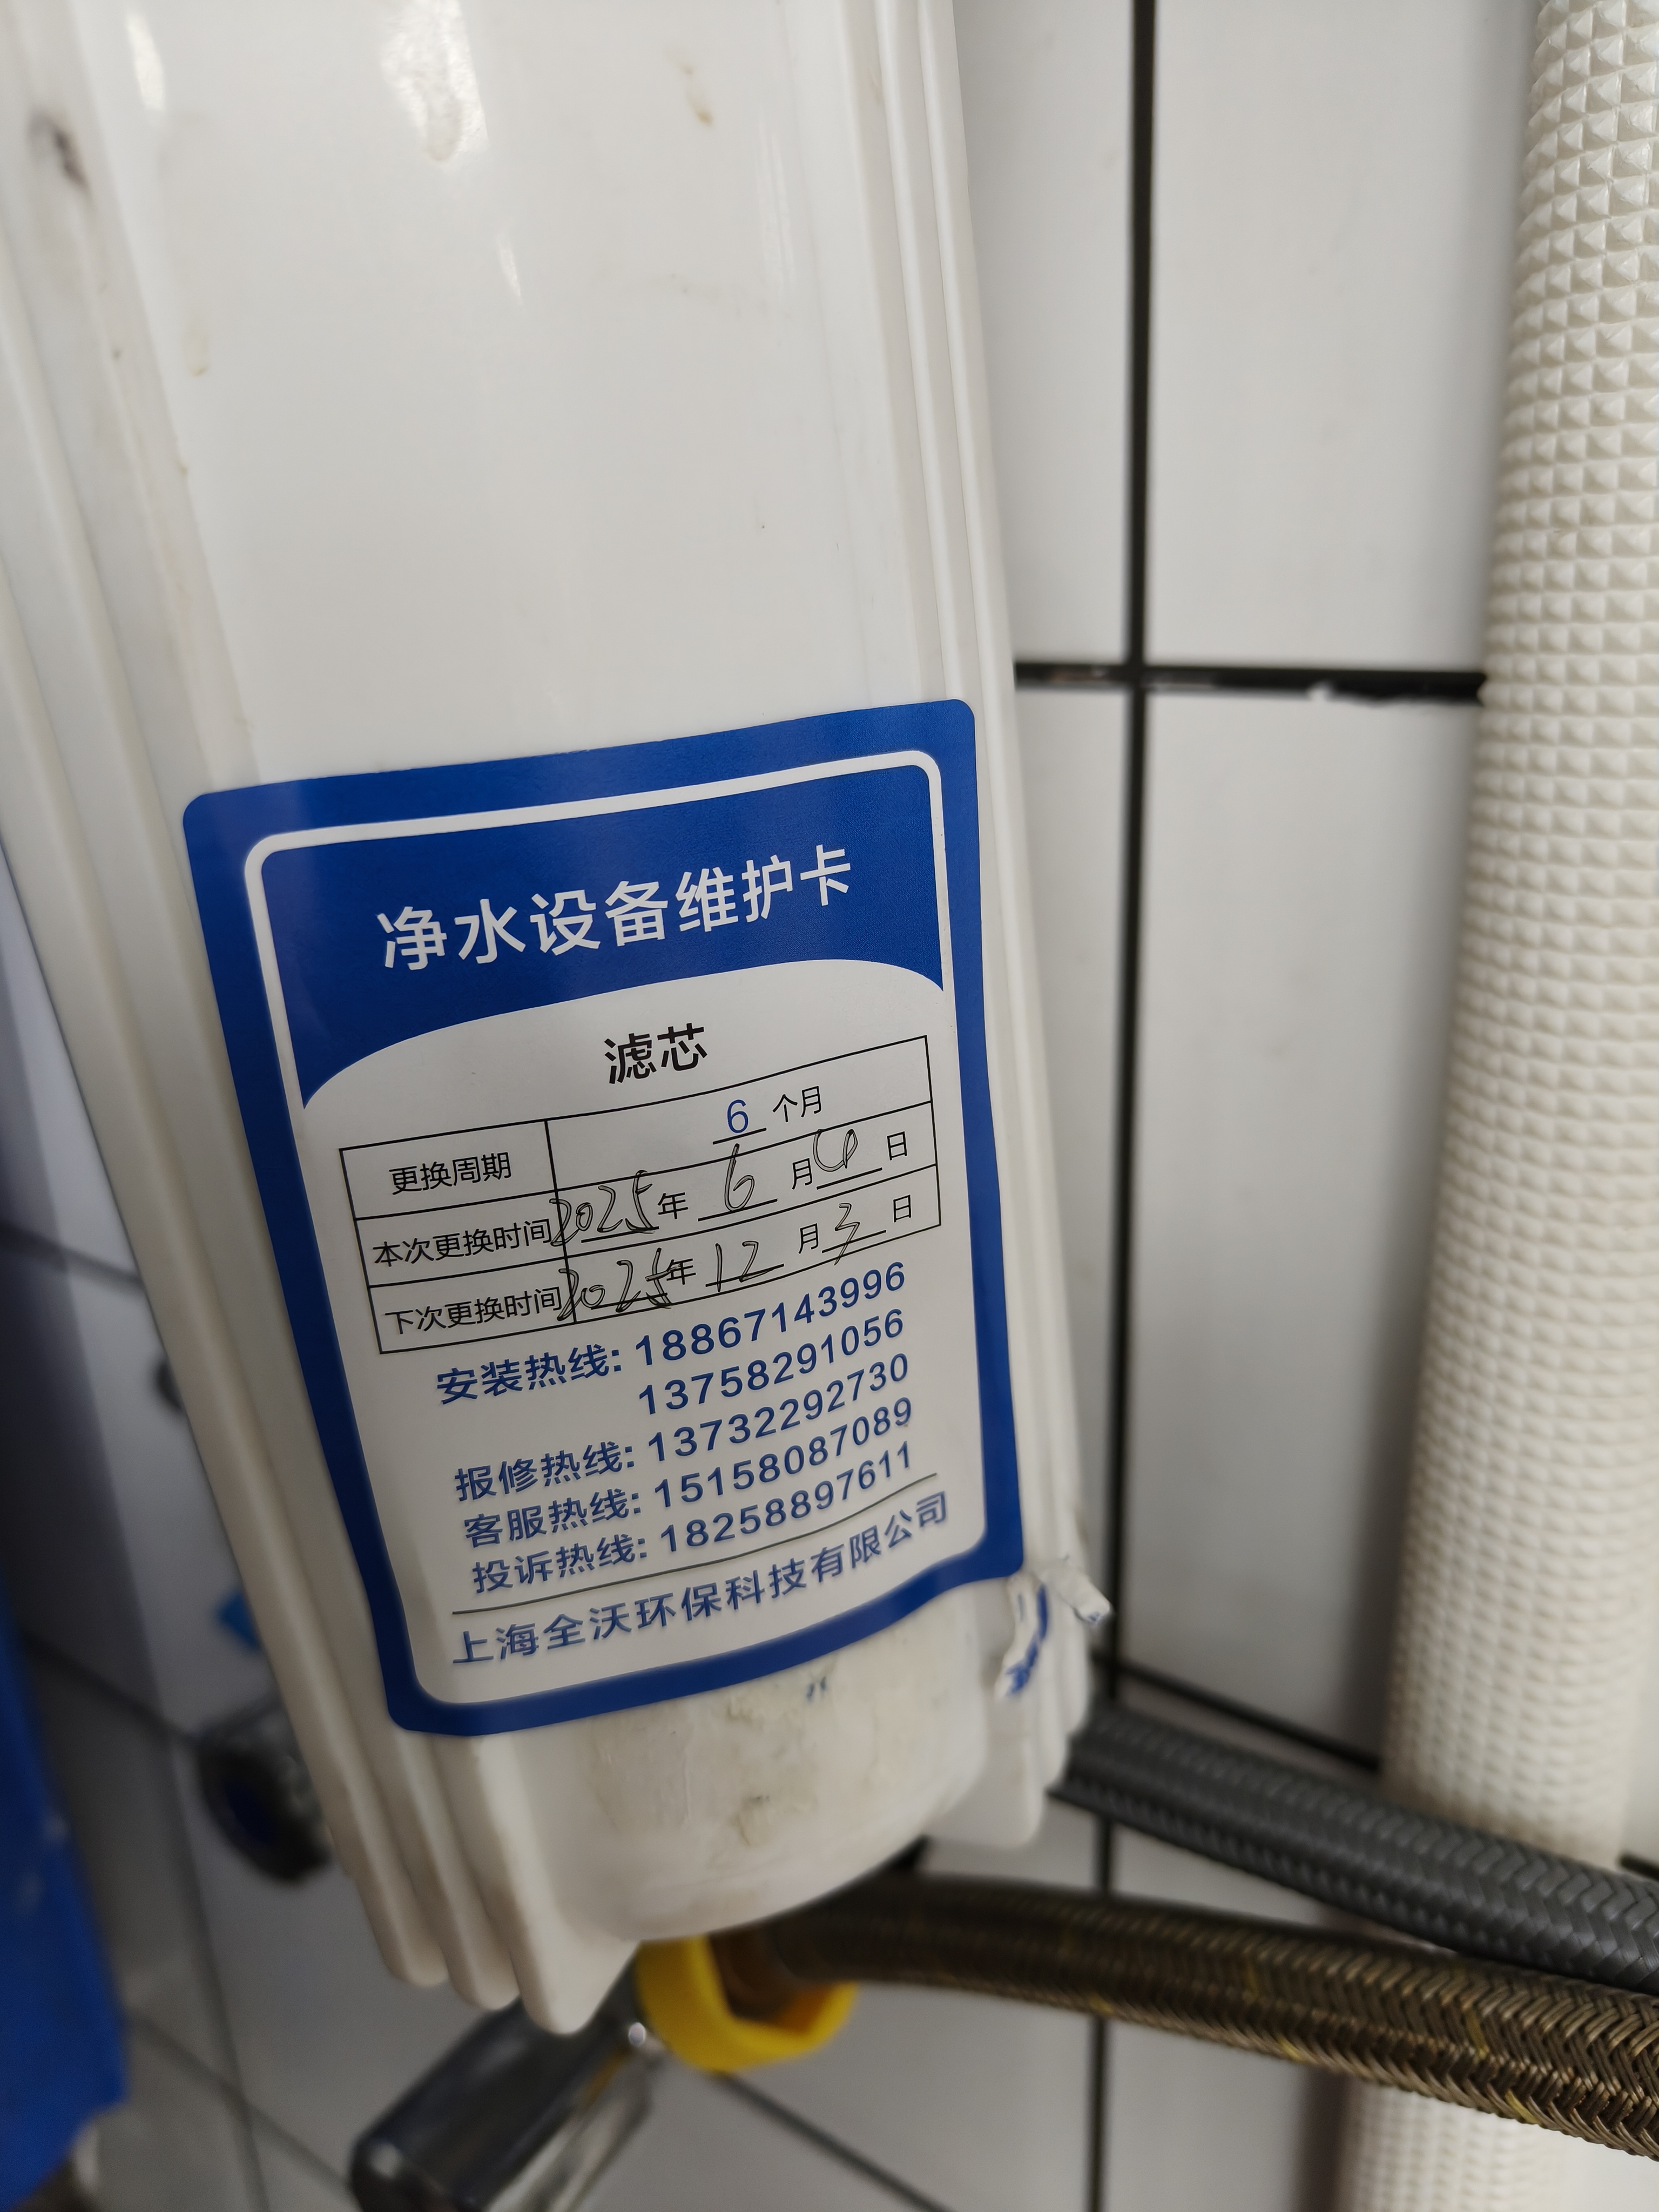 净水设备维护卡
滤芯
更换周期 6 个月
本次更换时间 2025 年 6 月 日
下次更换时间 2025 年 12 月 3 日
安装热线: 18867143996
13758291056
报修热线: 13732292730
客服热线: 15158087089
投诉热线: 18258897611
上海全沃环保科技有限公司